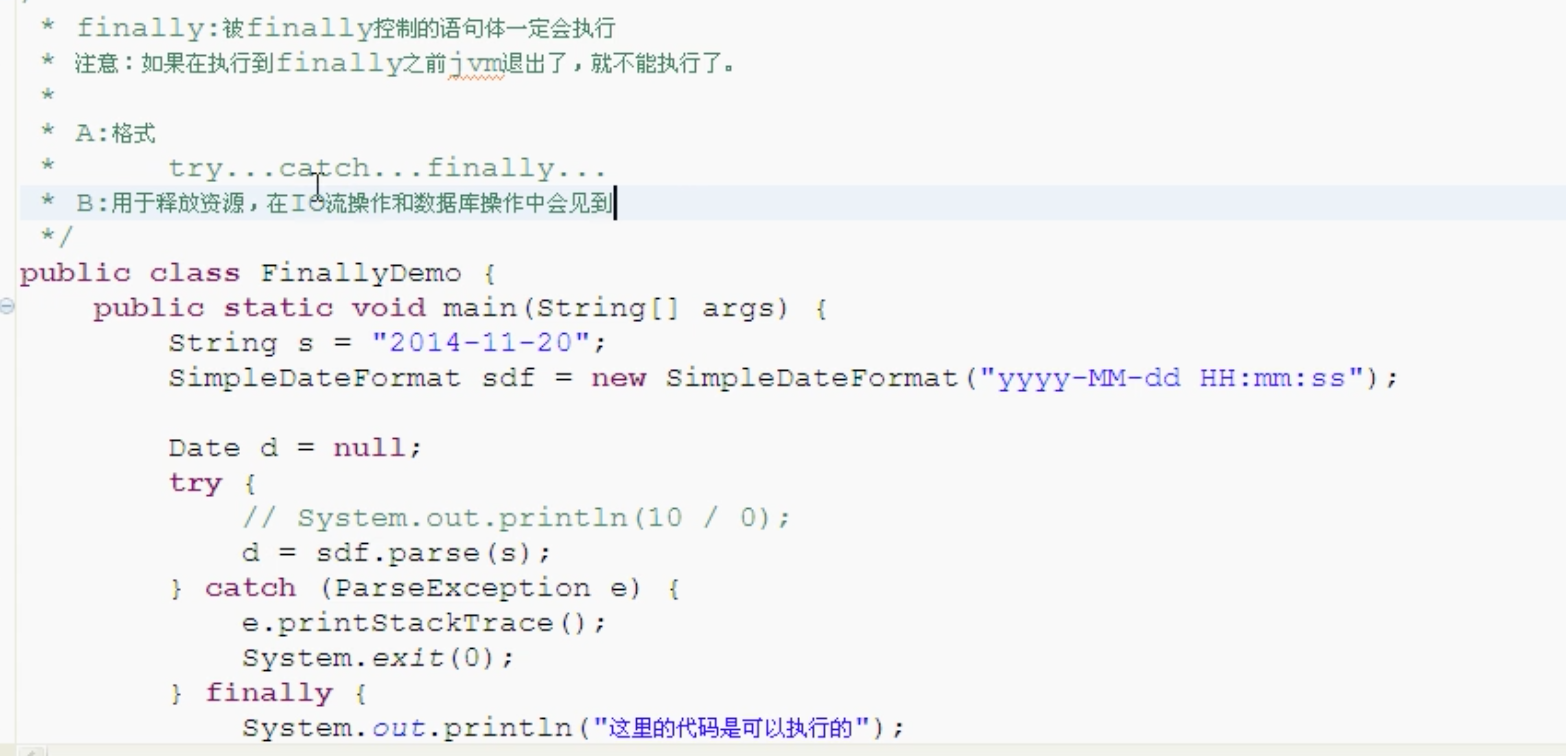 * finally:被finally控制的语句体一定会执行
* 注意：如果在执行到finally之前jvm退出了，就不能执行了。
*
* A:格式
* try...catch...finally...
* B:用于释放资源，在IO流操作和数据库操作中会见到
*/
public class FinallyDemo {
public static void main(String[] args) {
String s = "2014-11-20";
SimpleDateFormat sdf = new SimpleDateFormat("yyyy-MM-dd HH:mm:ss");
Date d = null;
try {
// System.out.println(10 / 0);
d = sdf.parse(s);
} catch (ParseException e) {
e.printStackTrace();
System.exit(0);
} finally {
System.out.println("这里的代码是可以执行的");